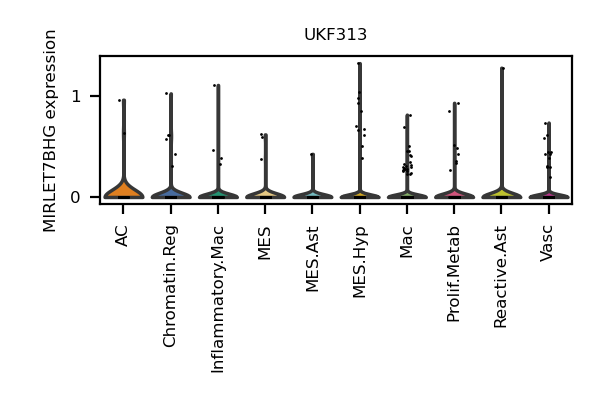 UKF313
MIRLET7BHG expression
1
0
AC
Chromatin.Reg
Inflammatory.Mac
MES
MES.Ast
MES.Hyp
Mac
Prolif.Metab
Reactive.Ast
Vasc